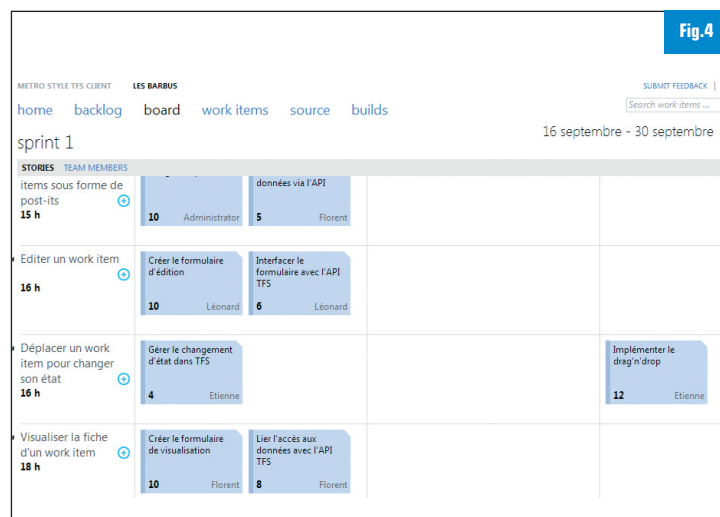 Fig.4
METRO STYLE TFS CLIENT LES BARBUS
SUBMIT FEEDBACK |
home backlog board work items source builds
Search work items ...
sprint 1
16 septembre - 30 septembre
STORIES TEAM MEMBERS
items sous forme de
post-its
15 h
10 Administrator
données via l'API
5 Florent
Editer un work item
16 h
Créer le formulaire
d'édition
10 Léonard
Interfacer le
formulaire avec l'API
TFS
6 Léonard
Déplacer un work
item pour changer
son état
16 h
Gérer le changement
d'état dans TFS
4 Etienne
Implémenter le
drag'n'drop
12 Etienne
Visualiser la fiche
d'un work item
18 h
Créer le formulaire
de visualisation
10 Florent
Lier l'accès aux
données avec l'API
TFS
8 Florent